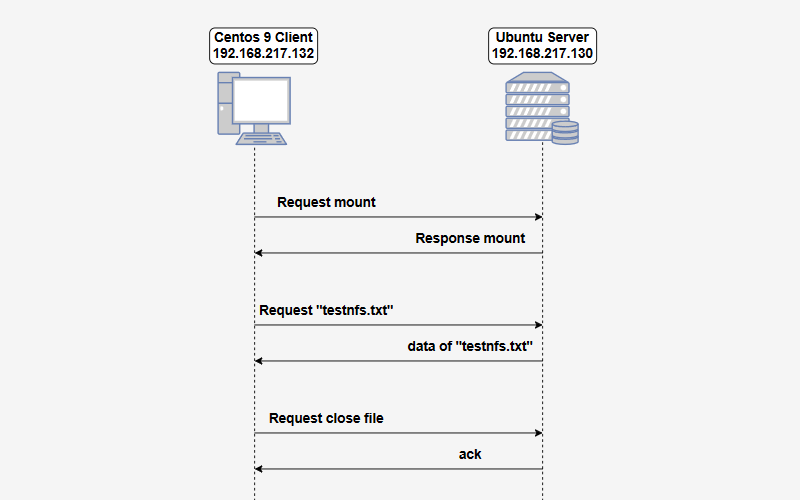 Centos 9 Client
192.168.217.132
Ubuntu Server
192.168.217.130
Request mount
Response mount
Request "testnfs.txt"
data of "testnfs.txt"
Request close file
ack